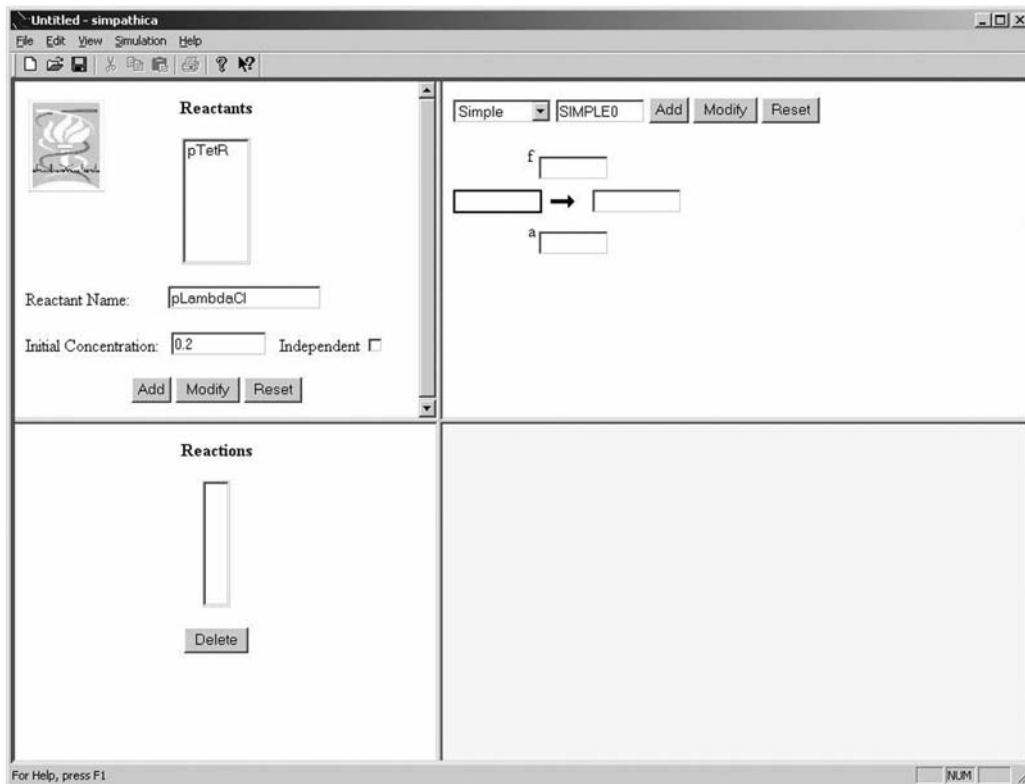 Untitled - simpathica
File Edit View Simulation Help
Reactants
pTetR
Reactant Name: pLambdaCI
Initial Concentration: 0.2 Independent
Add Modify Reset
Simple SIMPLE0 Add Modify Reset
f
a
Reactions
Delete
For Help, press F1 NUM